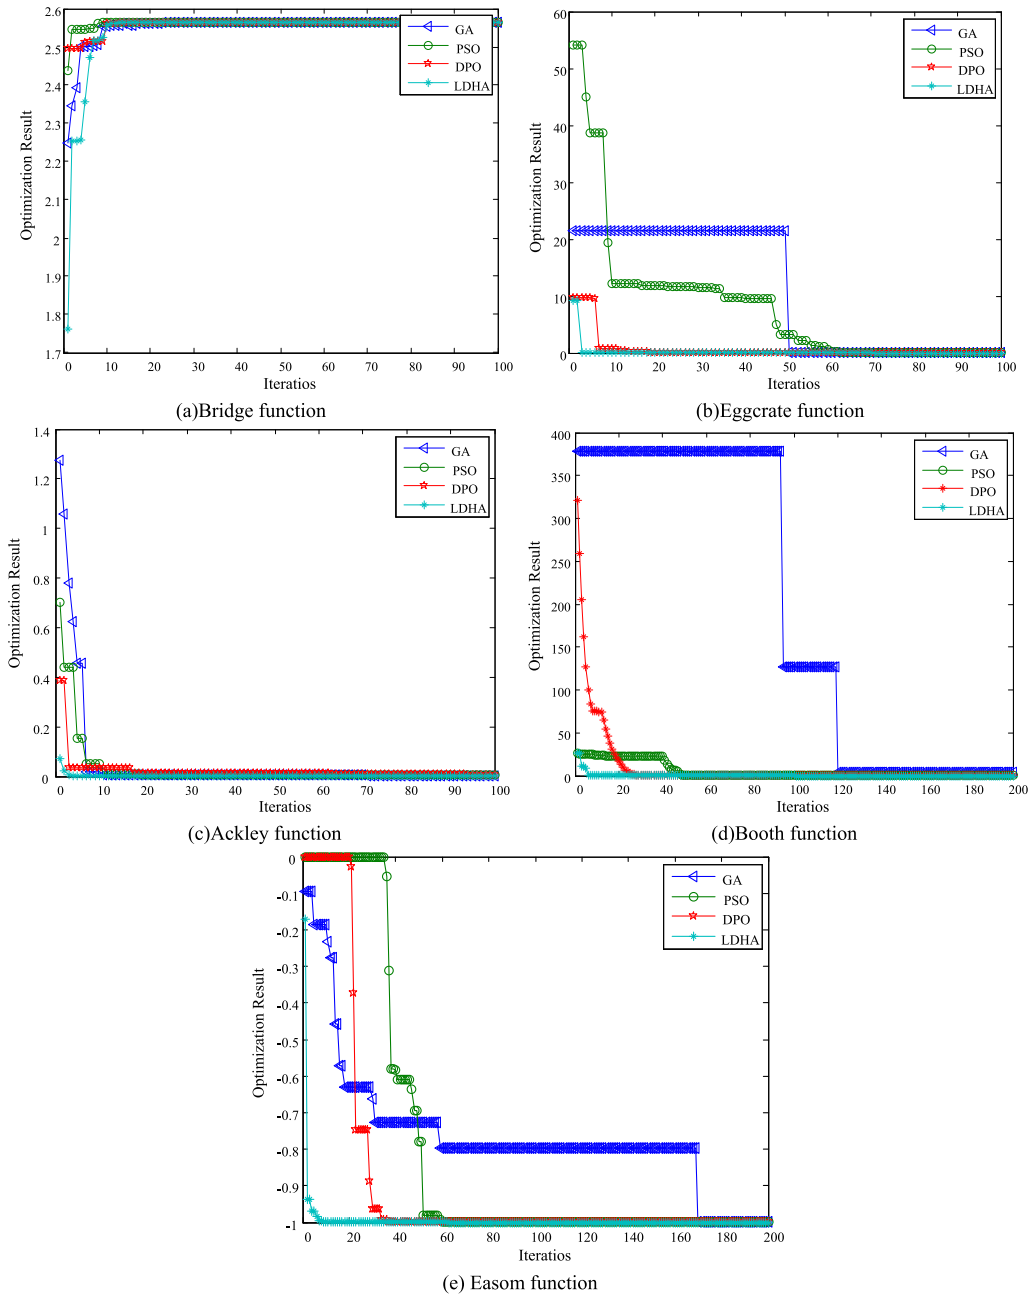 2.6
2.5
2.4
2.3
2.2
2.1
2
1.9
1.8
1.7
Optimization Result
GA
PSO
DPO
LDHA
0 10 20 30 40 50 60 70 80 90 100
Iteratios
(a)Bridge function
60
50
40
30
20
10
0
Optimization Result
GA
PSO
DPO
LDHA
0 10 20 30 40 50 60 70 80 90 100
Iteratios
(b)Eggcrate function
1.4
1.2
1
0.8
0.6
0.4
0.2
0
Optimization Result
GA
PSO
DPO
LDHA
0 10 20 30 40 50 60 70 80 90 100
Iteratios
(c)Ackley function
400
350
300
250
200
150
100
50
0
Optimization Result
GA
PSO
DPO
LDHA
0 20 40 60 80 100 120 140 160 180 200
Iteratios
(d)Booth function
0
-0.1
-0.2
-0.3
-0.4
-0.5
-0.6
-0.7
-0.8
-0.9
-1
Optimization Result
GA
PSO
DPO
LDHA
0 20 40 60 80 100 120 140 160 180 200
Iteratios
(e) Easom function